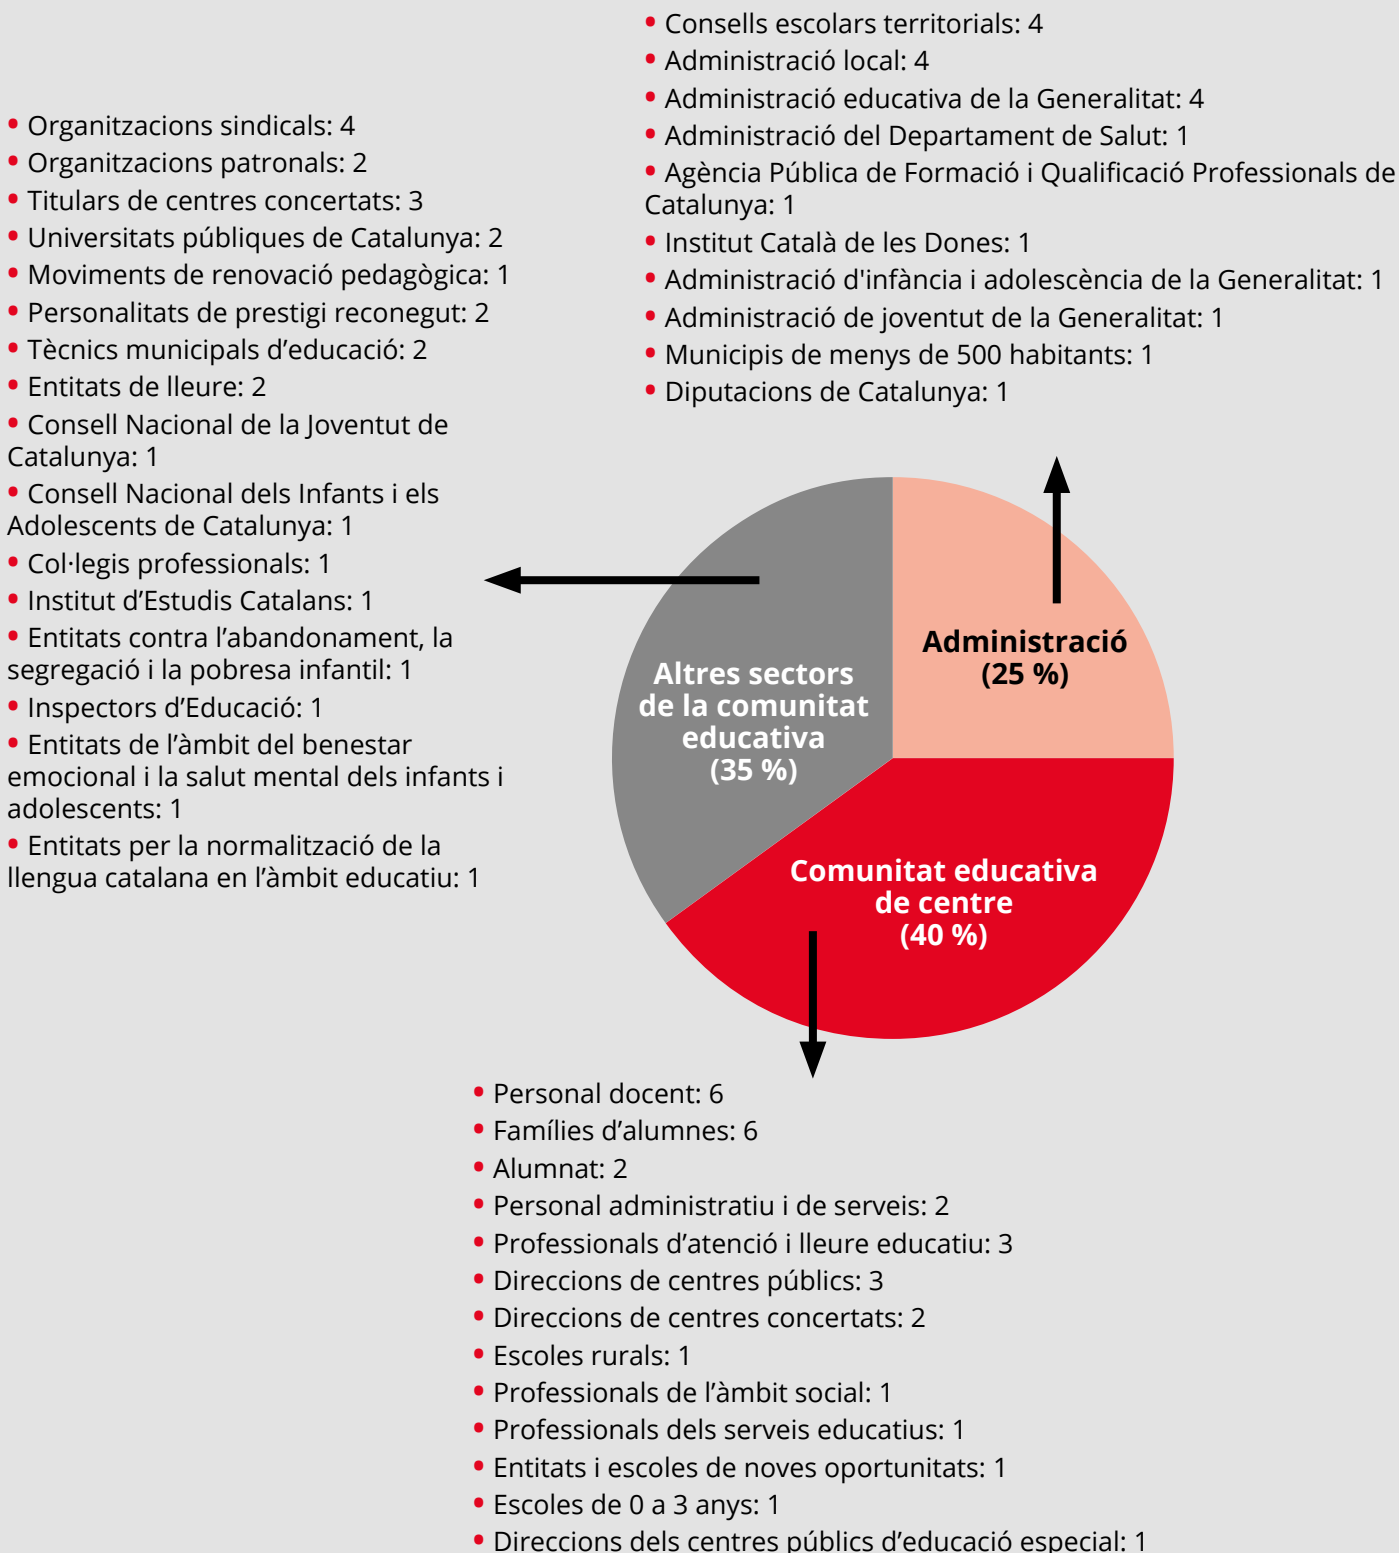 • Consells escolars territorials: 4
• Administració local: 4
• Administració educativa de la Generalitat: 4
• Administració del Departament de Salut: 1
• Agència Pública de Formació i Qualificació Professionals de
Catalunya: 1
• Institut Català de les Dones: 1
• Administració d'infància i adolescència de la Generalitat: 1
• Administració de joventut de la Generalitat: 1
• Municipis de menys de 500 habitants: 1
• Diputacions de Catalunya: 1
• Organitzacions sindicals: 4
• Organitzacions patronals: 2
• Titulars de centres concertats: 3
• Universitats públiques de Catalunya: 2
• Moviments de renovació pedagògica: 1
• Personalitats de prestigi reconegut: 2
• Tècnics municipals d’educació: 2
• Entitats de lleure: 2
• Consell Nacional de la Joventut de
Catalunya: 1
• Consell Nacional dels Infants i els
Adolescents de Catalunya: 1
• Col·legis professionals: 1
• Institut d’Estudis Catalans: 1
• Entitats contra l’abandonament, la
segregació i la pobresa infantil: 1
• Inspectors d’Educació: 1
• Entitats de l’àmbit del benestar
emocional i la salut mental dels infants i
adolescents: 1
• Entitats per la normalització de la
llengua catalana en l’àmbit educatiu: 1
Administració
(25 %)
Altres sectors
de la comunitat
educativa
(35 %)
Comunitat educativa
de centre
(40 %)
• Personal docent: 6
• Famílies d’alumnes: 6
• Alumnat: 2
• Personal administratiu i de serveis: 2
• Professionals d’atenció i lleure educatiu: 3
• Direccions de centres públics: 3
• Direccions de centres concertats: 2
• Escoles rurals: 1
• Professionals de l’àmbit social: 1
• Professionals dels serveis educatius: 1
• Entitats i escoles de noves oportunitats: 1
• Escoles de 0 a 3 anys: 1
• Direccions dels centres públics d’educació especial: 1